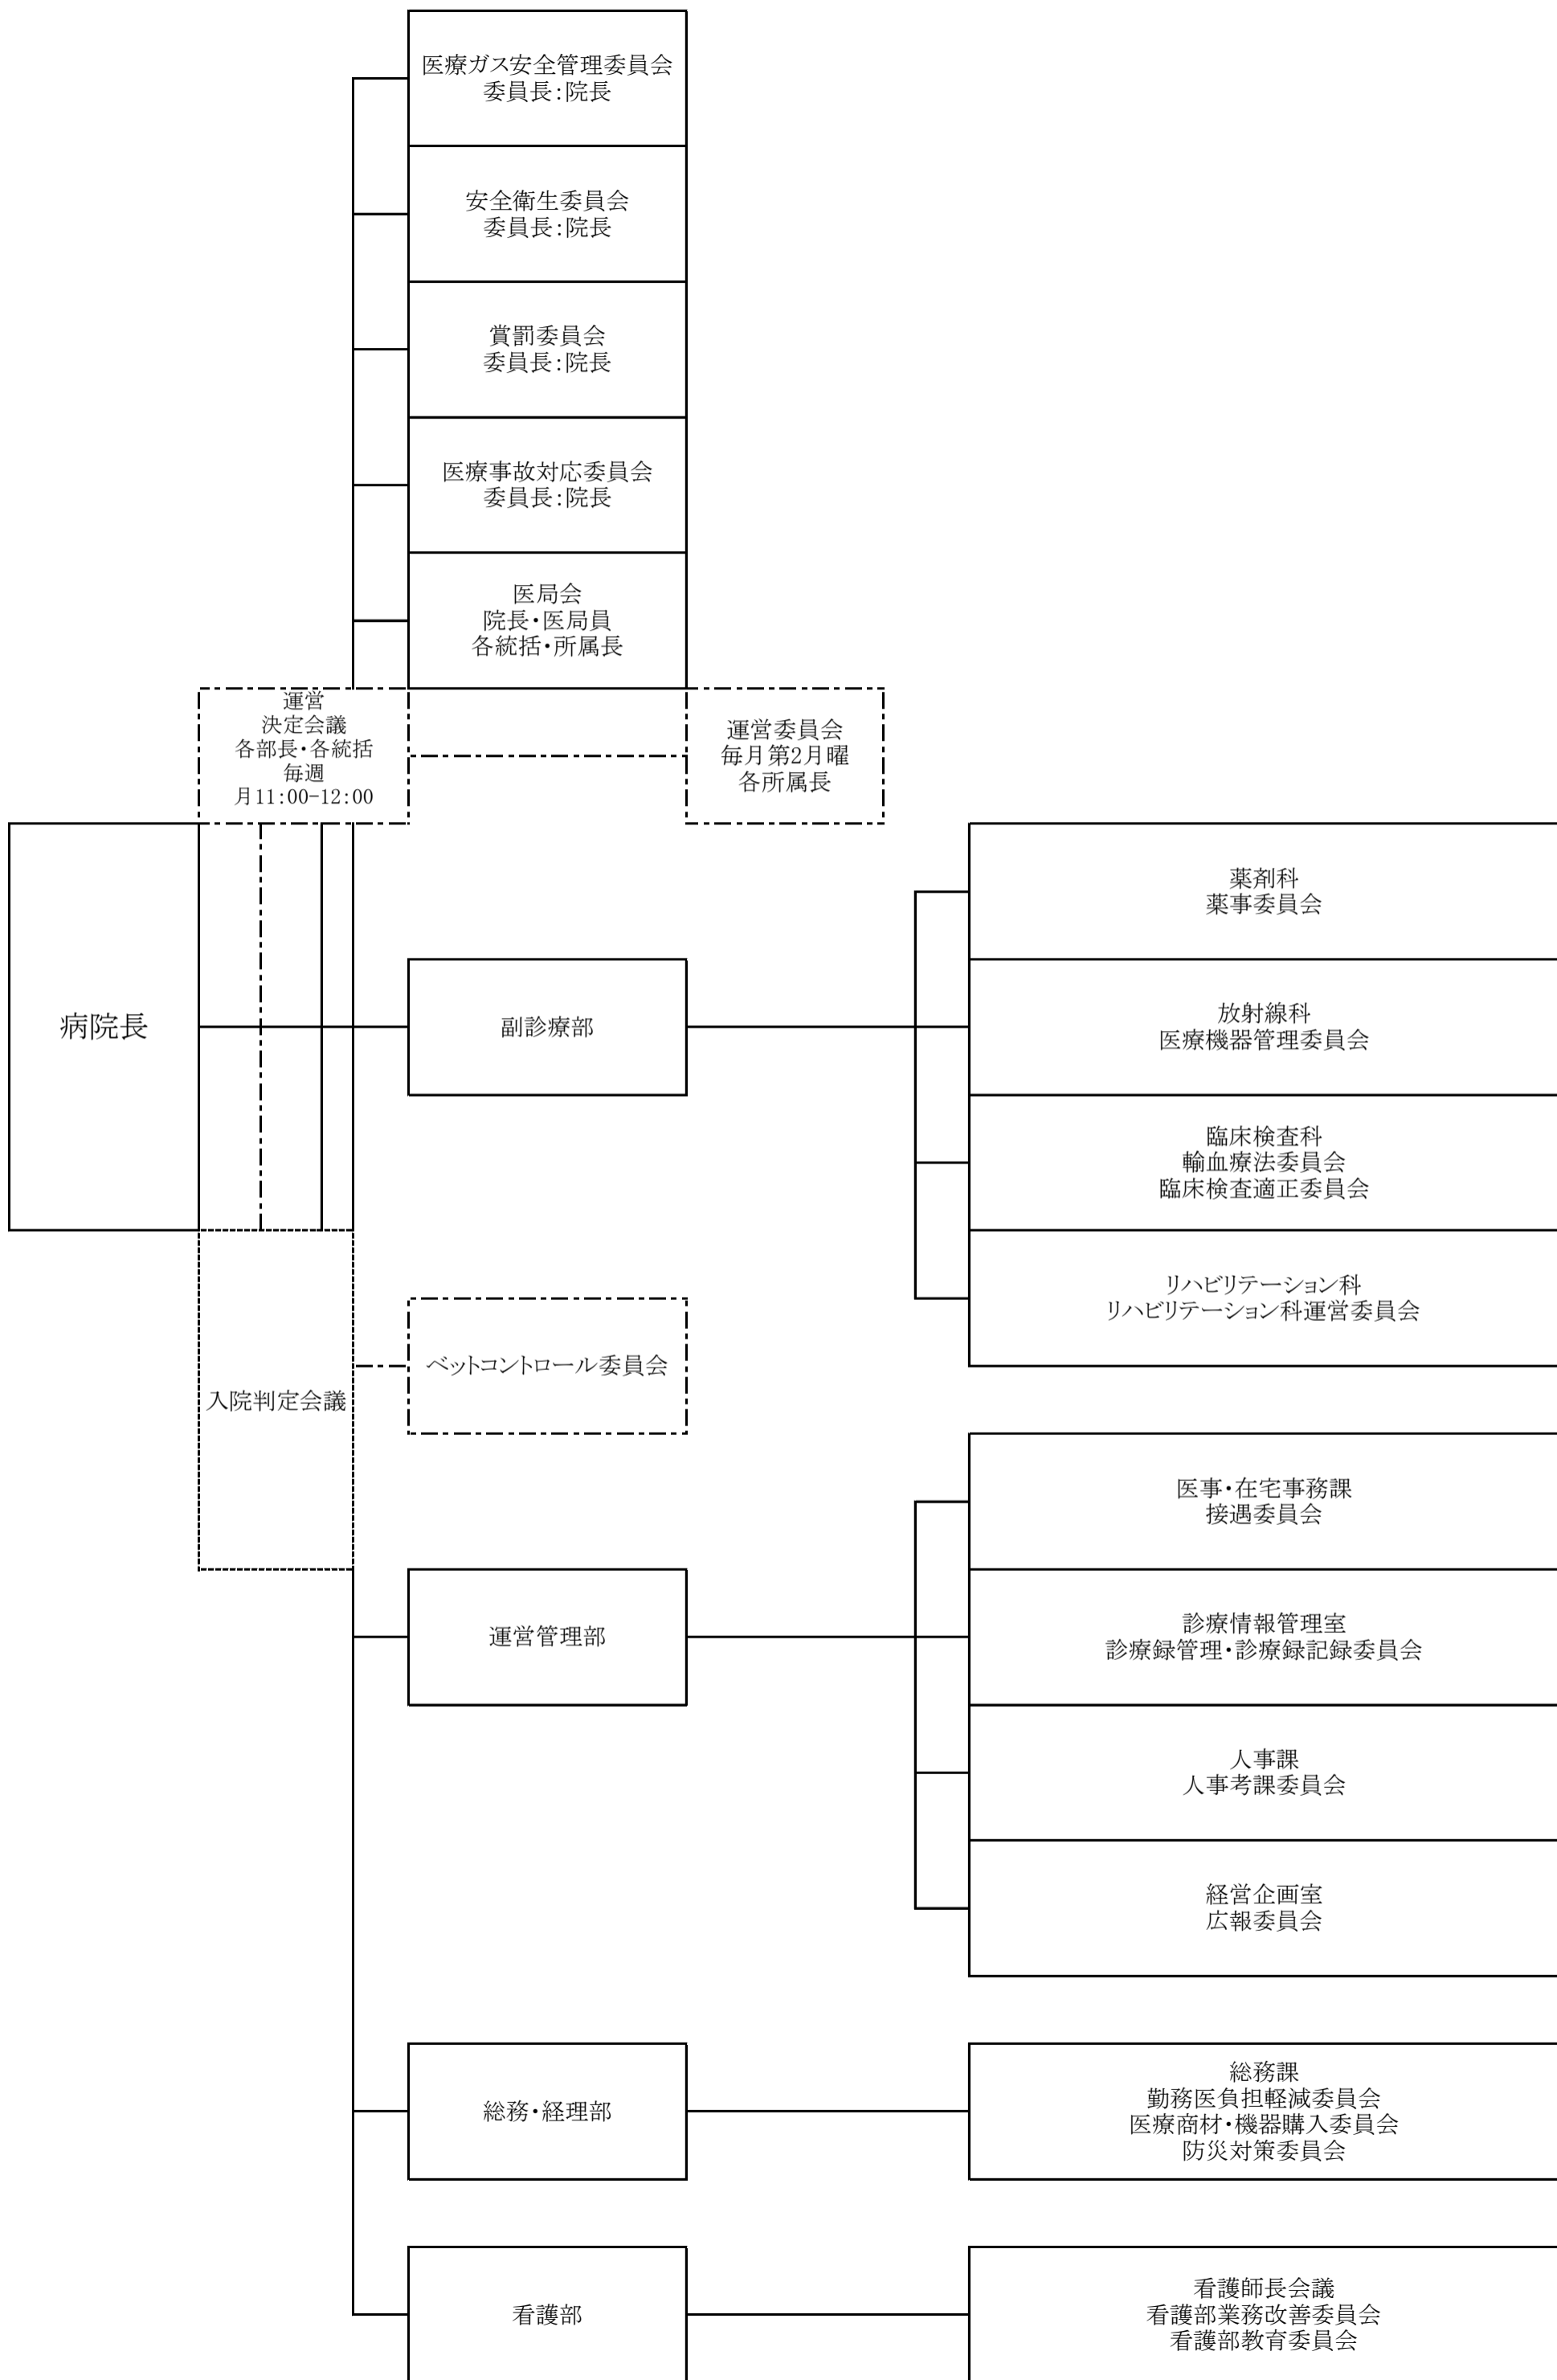 医療ガス安全管理委員会
委員長：院長
安全衛生委員会
委員長：院長
賞罰委員会
委員長：院長
医療事故対応委員会
委員長：院長
医局会
院長・医局員
各統括・所属長
運営
決定会議
各部長・各統括
毎週
月11:00-12:00
運営委員会
毎月第2月曜
各所属長
病院長
副診療部
薬剤科
薬事委員会
放射線科
医療機器管理委員会
臨床検査科
輸血療法委員会
臨床検査適正委員会
リハビリテーション科
リハビリテーション科運営委員会
入院判定会議
ベットコントロール委員会
運営管理部
医事・在宅事務課
接遇委員会
診療情報管理室
診療録管理・診療録記録委員会
人事課
人事考課委員会
経営企画室
広報委員会
総務・経理部
総務課
勤務医負担軽減委員会
医療商材・機器購入委員会
防災対策委員会
看護部
看護師長会議
看護部業務改善委員会
看護部教育委員会